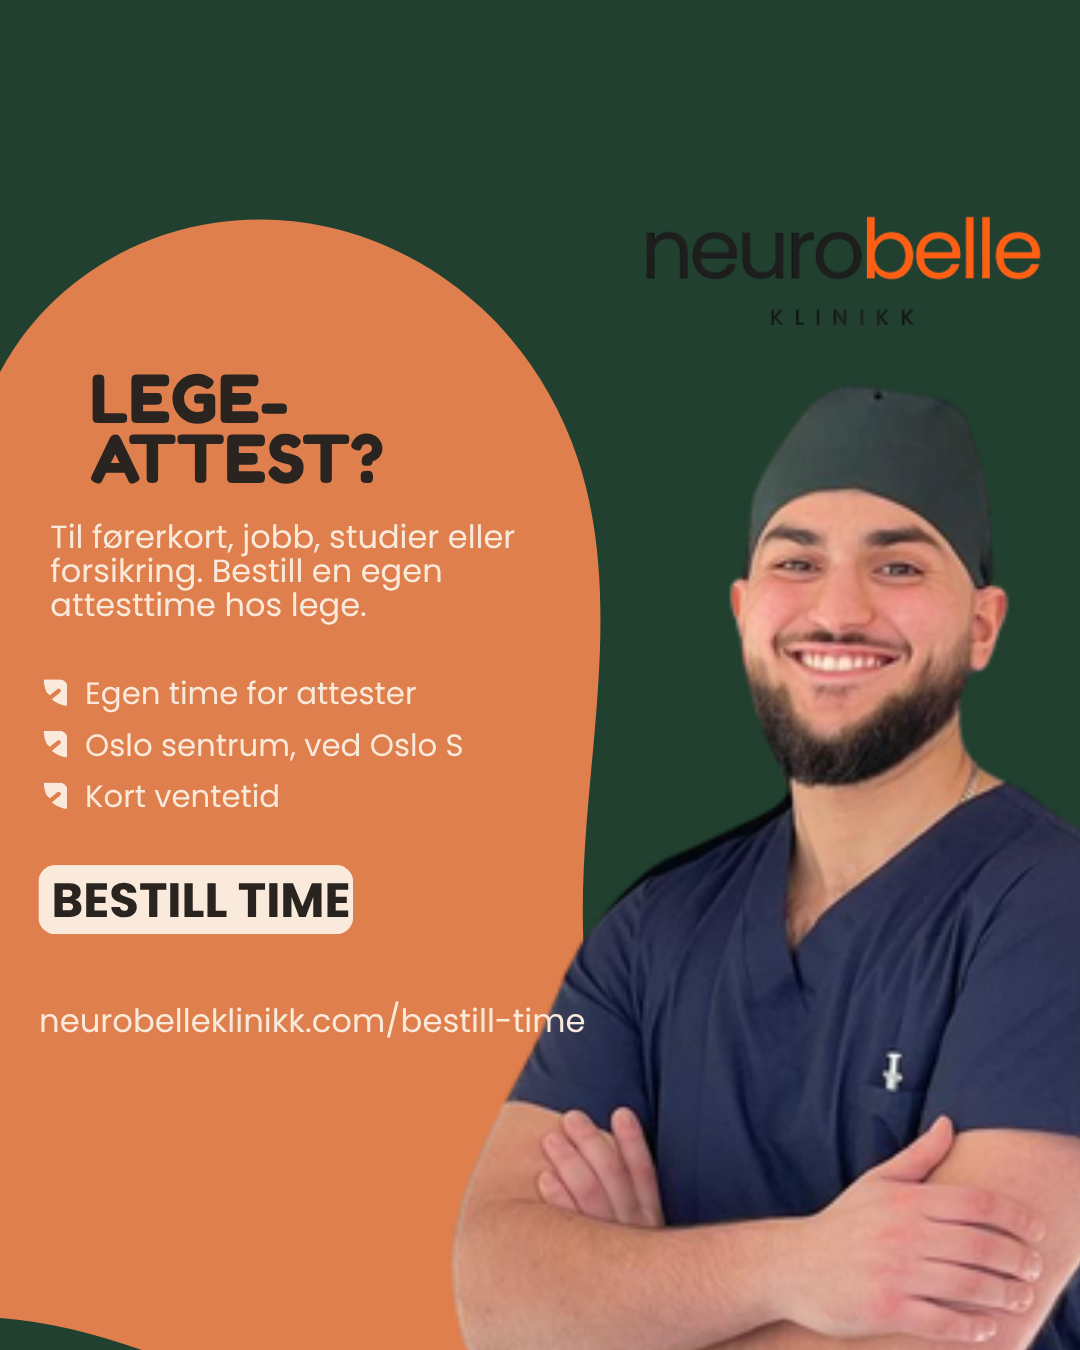 neurobelle
KLINIKK
LEGE-
ATTEST?
Til førerkort, jobb, studier eller
forsikring. Bestill en egen
attesttime hos lege.
Egen time for attester
Oslo sentrum, ved Oslo S
Kort ventetid
BESTILL TIME
neurobelleklinikk.com/bestill-time